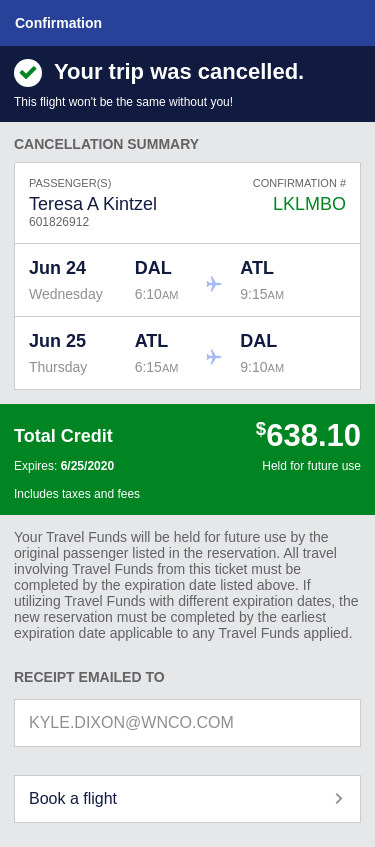 Confirmation
Your trip was cancelled.
This flight won't be the same without you!
CANCELLATION SUMMARY
PASSENGER(S) CONFIRMATION #
Teresa A Kintzel LKLMBO
601826912
Jun 24 DAL ATL
Wednesday 6:10AM 9:15AM
Jun 25 ATL DAL
Thursday 6:15AM 9:10AM
Total Credit $638.10
Expires: 6/25/2020 Held for future use
Includes taxes and fees
Your Travel Funds will be held for future use by the
original passenger listed in the reservation. All travel
involving Travel Funds from this ticket must be
completed by the expiration date listed above. If
utilizing Travel Funds with different expiration dates, the
new reservation must be completed by the earliest
expiration date applicable to any Travel Funds applied.
RECEIPT EMAILED TO
KYLE.DIXON@WNCO.COM
Book a flight